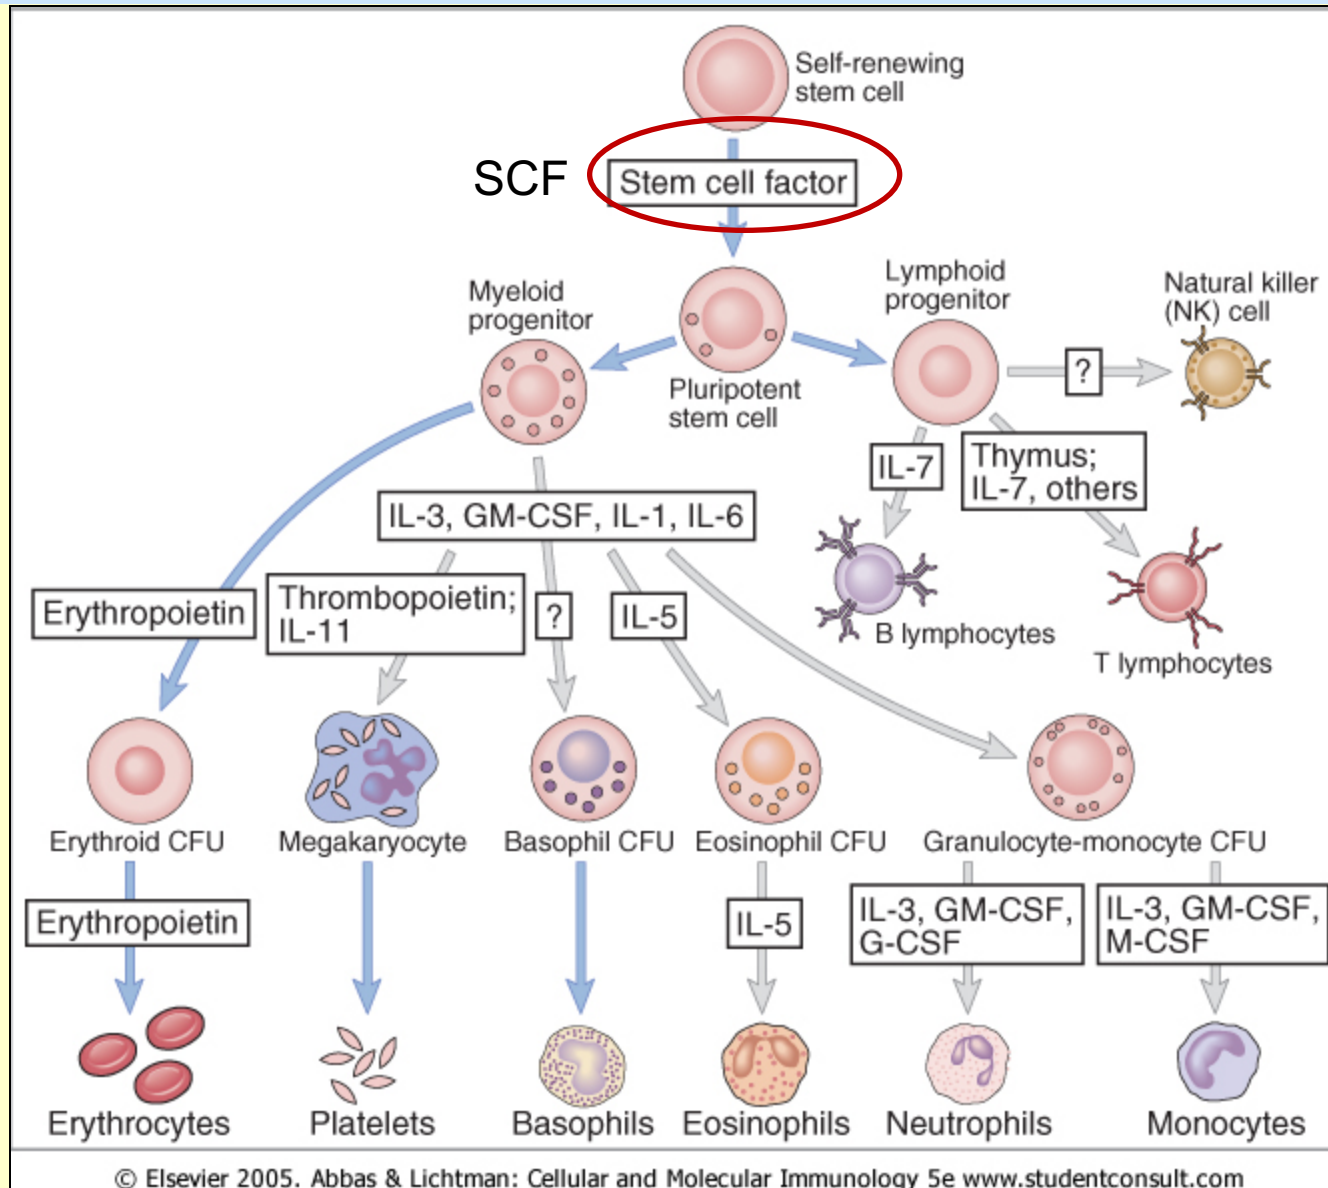 Self-renewing
stem cell
SCF
Stem cell factor
Myeloid
progenitor
Lymphoid
progenitor
Natural killer
(NK) cell
?
Pluripotent
stem cell
IL-7
Thymus;
IL-7, others
IL-3, GM-CSF, IL-1, IL-6
Erythropoietin
Thrombopoietin;
IL-11
?
IL-5
B lymphocytes
T lymphocytes
Erythroid CFU
Megakaryocyte
Basophil CFU
Eosinophil CFU
Granulocyte-monocyte CFU
Erythropoietin
IL-5
IL-3, GM-CSF,
G-CSF
IL-3, GM-CSF,
M-CSF
Erythrocytes
Platelets
Basophils
Eosinophils
Neutrophils
Monocytes
© Elsevier 2005. Abbas & Lichtman: Cellular and Molecular Immunology 5e www.studentconsult.com